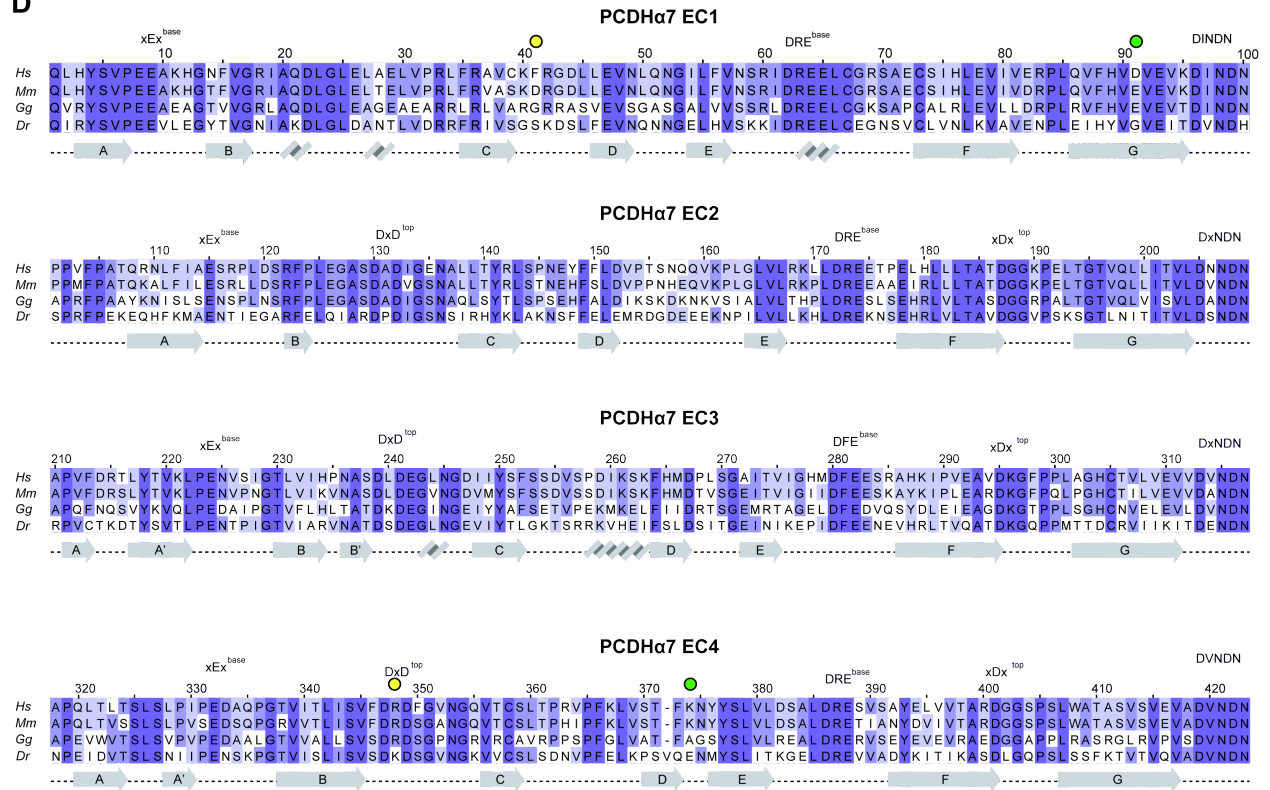 D
PCDHα7 EC1
xEx base DRE base DINDN
10 20 30 40 50 60 70 80 90 100
Hs QLHYSVPEEAKHGNFVGRIAQDLGLELAELVPRLFRAVCKFRGDLLEVNLQNGILFVNSRIDREELCGRSAECSIHLEVIVERPLQVFHVDVEVKDINDN
Mm QLHYSVPEEAKHGTFVGRIAQDLGLELTELVPRLFRVASKDRGDLLEVNLQNGILFVNSRIDREELCGRSAECSIHLEVIVERPLQVFHVEVEVKDINDN
Gg QVRYSVPEEAEAGTVVGRLAQDLGLEAGEAEARRLRLVARGRRASVEVSGASGALVVSSRLDREELCGKSAPCALRLEVLLDRPLRVFHVEVEVTDINDN
Dr QIRYSVPEEVLEGYTVGNIAKDLGLDANTLVDRRFRIVSGSKDSLFEVNQNNGELHVSKKIDREELCEGNSVCLVNLKVAVENPLEIHYVGVEITDVNDH
A B C D E F G
PCDHα7 EC2
xEx base DxD top DRE base xDx top DxNDN
110 120 130 140 150 160 170 180 190 200
Hs PPVFPATQRNLFIAESRPLDSRFPLEGASDADIGENALLTYRLSPNEYFFLDVPTSNQQVKPLGLVLRKLLDREETPELHLLLTATDGGKPELTGTVQLLITVLDNNDN
Mm PPMFPATQKALFILESRLLDSRFPLEGASDADVGSNALLTYRLSTNEHFSLDVPPNHEQVKPLGLVLRKPLDREEAAEIRLLLTATDGGKPELTGTVQLLITVLDVNDN
Gg APRFPAAYKNISLSENSPLNSRFPLEGASDADIGSNAQLSYTLSPSEHFALDIKSKDKNKVSIALVLTHPLDRESLSEHRLVLTASDGGRPALTGTVQLVISVLDANDN
Dr SPRFPEKEQHFKMAENTIEGARFELQIARDPDIGSNSIRHYKLAKNSFFELEMRDGDEEEKNPILVLLKHLDREKNSEHRLVLTAVDGGVPSKSGTLNITITVLDSNDN
A B C D E F G
PCDHα7 EC3
xEx base DxD top DFE base xDx top DxNDN
210 220 230 240 250 260 270 280 290 300 310
Hs APVFDRTLYTVKLPENVSIGTLVIHPNASDLDEGLNGDIIYSFSSDVSPDIKSKFHMDPLSGAITVIGHMDFEESRAHKIPVEAVDKGFPPLAGHCTVLVEVVDVNDN
Mm APVFDRSLYTVKLPENVPNGTLVIKVNASDLDEGVNGDVMYSFSSDVSSDIKSKFHMDTVSGEITVIGIIDFEESKAYKIPLEARDKGFPQLPGHCTILVEVVDANDN
Gg APQFNQSVYKVQLPEDAIPGTVFLHLTATDKDEGINGEIYYAFSETVPEKMKELFIIDRTSGEMRTAGELDFEDVQSYDLEIEAGDKGTPPLSGHCNVELEVLDVNDN
Dr RPVCTKDTYSVTLPENTPIGTVIARVNATDSDEGLNGEVIYTLGKTSRRKVHEIFSLDSITGEINIKEPIDFEENEVHRLTVQATDKGQPPMTTDCRVIIKITDENDN
A A' B B' C D E F G
PCDHα7 EC4
xEx base DxD top DRE base xDx top DVNDN
320 330 340 350 360 370 380 390 400 410 420
Hs APQLTLTSLSLPIPEDAQPGTVITLISVFDRDFGVNGQVTCSLTPRVPFKLVST-FKNYYSLVLDSALDRESVSAYELVVTARDGGSPSLWATASVSVEVADVNDN
Mm APQLTVSSLSLPVSEDSQPGRVVTLISVFDRDSGVNGQVTCSLTPHIPFKLVST-FKNYYSLVLDSALDRETIANYDVIVTARDGGSPSLWATASVSVEVADVNDN
Gg APEVWVTSLSVPVPEDAALGTVVALLSVSDRDSGPNGRVRCAVRPPSPFGLVAT-FAGSYSLVLREALDRERVSEYEVEVRAEDGGAPPLRASRGLRVPVSDVNDN
Dr NPEIDVTSLSNIIPENSKPGTVISLISVSDKDSGVNGKVICSLSDNVPFELKPSVQENMYSLITKGELDREVVADYKITIKASDLGQPSLSSFKTVTVQVADVNDN
A A' B C D E F G